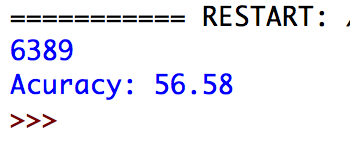 =========== RESTART: /
6389
Acuracy: 56.58
>>>